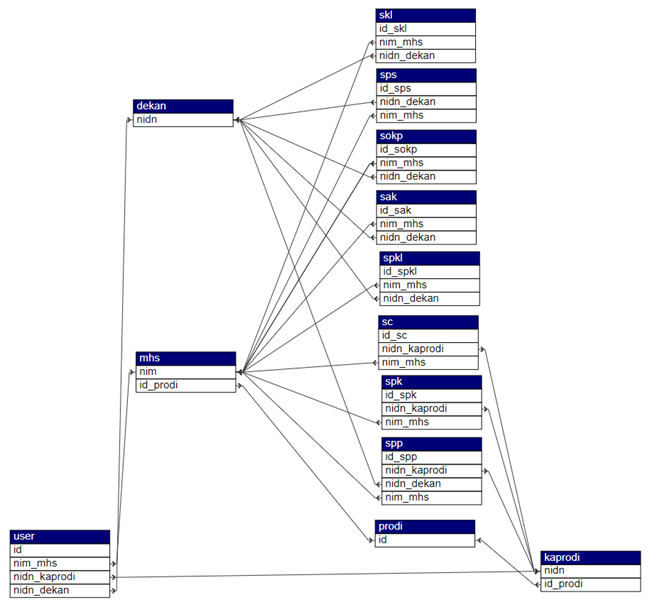 skl
id_skl
nim_mhs
nidn_dekan
sps
id_sps
nidn_dekan
nim_mhs
dekan
nidn
sokp
id_sokp
nim_mhs
nidn_dekan
sak
id_sak
nim_mhs
nidn_dekan
spkl
id_spkl
nim_mhs
nidn_dekan
sc
id_sc
nidn_kaprodi
nim_mhs
mhs
nim
id_prodi
spk
id_spk
nidn_kaprodi
nim_mhs
spp
id_spp
nidn_kaprodi
nidn_dekan
nim_mhs
prodi
id
user
id
nim_mhs
nidn_kaprodi
nidn_dekan
kaprodi
nidn
id_prodi